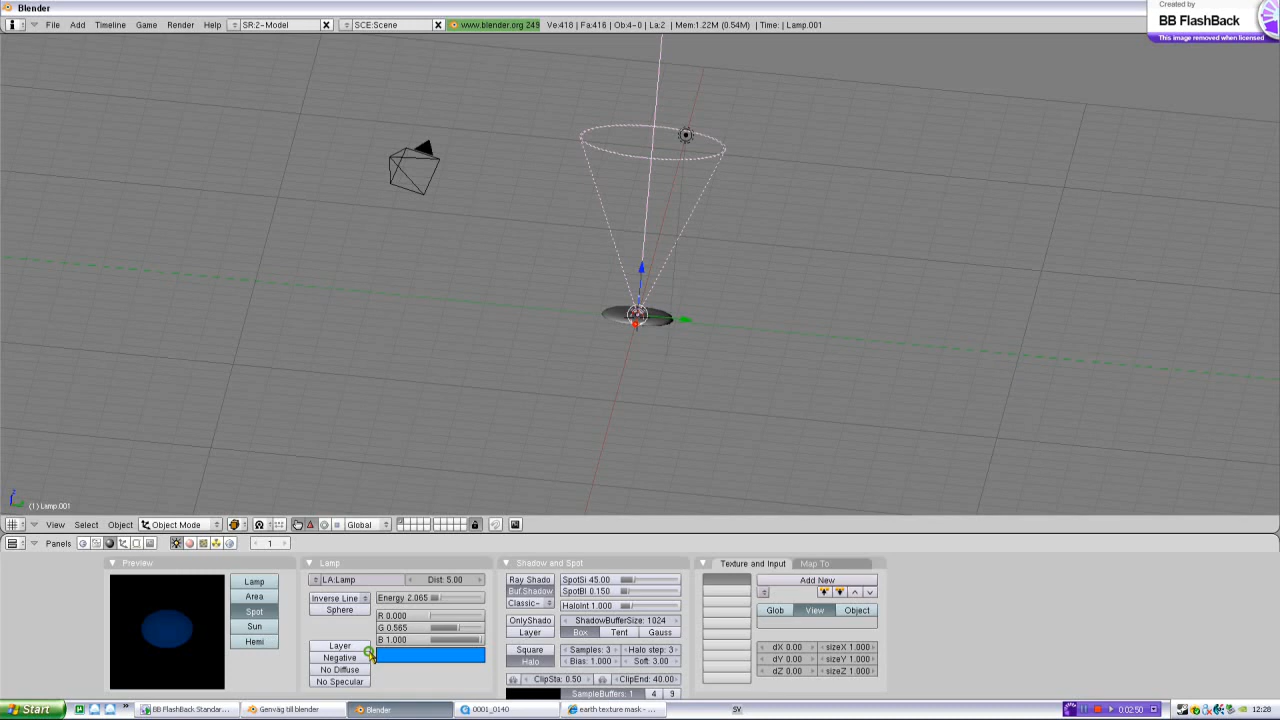 Blender
Created by
BB FlashBack
This image removed when licensed
File Add Timeline Game Render Help SR:2-Model X SCE:Scene X www.blender.org 249 Ve:418 | Fa:416 | Ob:4-0 | La:2 | Mem:1.22M (0.54M) | Time: | Lamp.001
z
(1) Lamp.001
View Select Object Object Mode Global
Panels 1
Preview
Lamp
Area
Spot
Sun
Hemi
Lamp
LA:Lamp Dist: 5.00
Inverse Line Energy 2.065
Sphere
R 0.000
G 0.565
B 1.000
Layer
Negative
No Diffuse
No Specular
Shadow and Spot
Ray Shado SpotSi 45.00
Buf.Shadow SpotBl 0.150
Classic- HaloInt 1.000
OnlyShado ShadowBufferSize: 1024
Layer Box Tent Gauss
Square Samples: 3 Halo step: 3
Halo Bias: 1.000 Soft: 3.00
ClipSta: 0.50 ClipEnd: 40.00
SampleBuffers: 1 4 9
Texture and Input Map To
Add New
Glob View Object
dX 0.00 sizeX 1.00
dY 0.00 sizeY 1.00
dZ 0.00 sizeZ 1.00
Start BB FlashBack Standar... Genväg till blender Blender 0001_0140 earth texture mask - ... SV 0:02:50 12:28